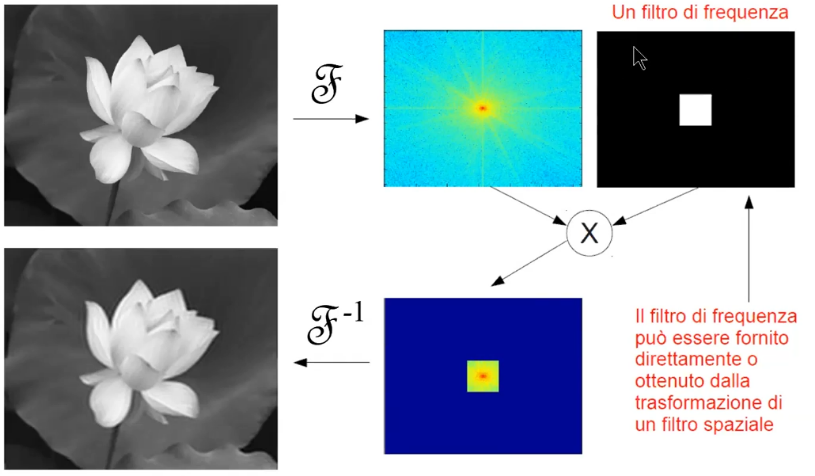 Un filtro di frequenza
ℱ
X
ℱ-1
Il filtro di frequenza
può essere fornito
direttamente o
ottenuto dalla
trasformazione di
un filtro spaziale